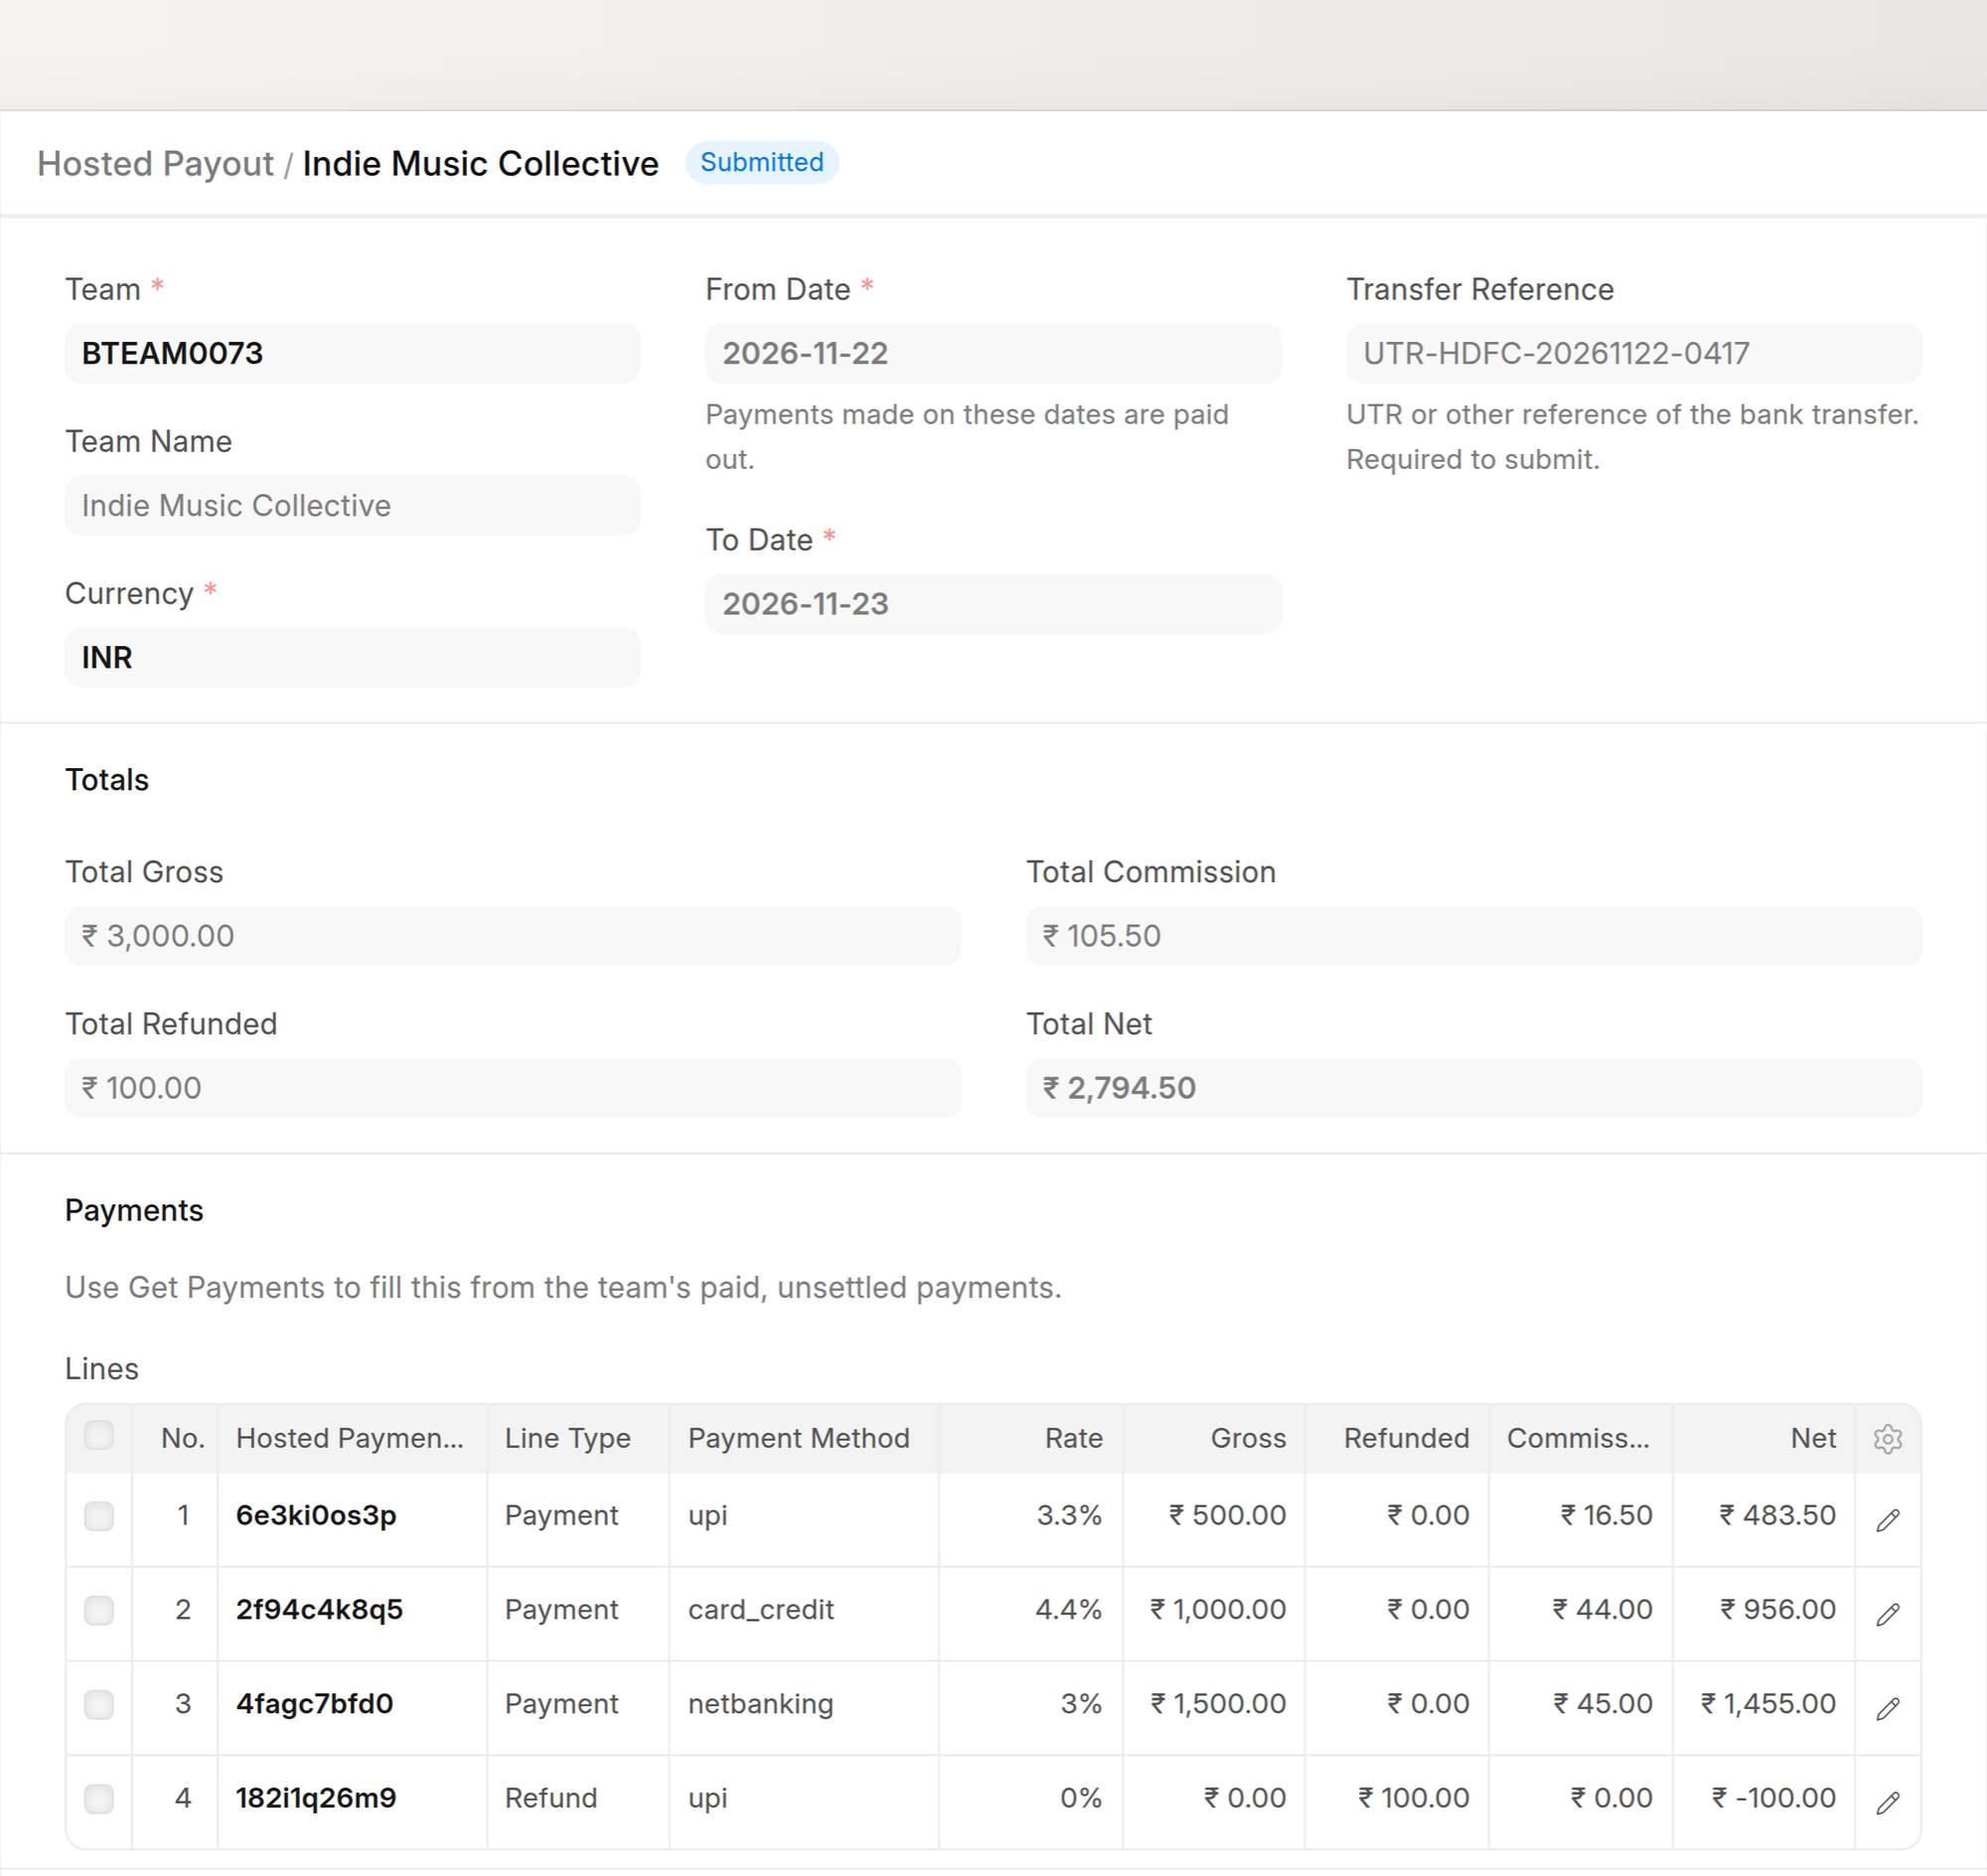 Hosted Payout / Indie Music Collective Submitted
Team *
BTEAM0073
Team Name
Indie Music Collective
Currency *
INR
From Date *
2026-11-22
Payments made on these dates are paid
out.
To Date *
2026-11-23
Transfer Reference
UTR-HDFC-20261122-0417
UTR or other reference of the bank transfer.
Required to submit.
Totals
Total Gross
₹ 3,000.00
Total Refunded
₹ 100.00
Total Commission
₹ 105.50
Total Net
₹ 2,794.50
Payments
Use Get Payments to fill this from the team's paid, unsettled payments.
Lines
No. Hosted Paymen... Line Type Payment Method Rate Gross Refunded Commiss... Net
1 6e3ki0os3p Payment upi 3.3% ₹ 500.00 ₹ 0.00 ₹ 16.50 ₹ 483.50
2 2f94c4k8q5 Payment card_credit 4.4% ₹ 1,000.00 ₹ 0.00 ₹ 44.00 ₹ 956.00
3 4fagc7bfd0 Payment netbanking 3% ₹ 1,500.00 ₹ 0.00 ₹ 45.00 ₹ 1,455.00
4 182i1q26m9 Refund upi 0% ₹ 0.00 ₹ 100.00 ₹ 0.00 ₹ -100.00